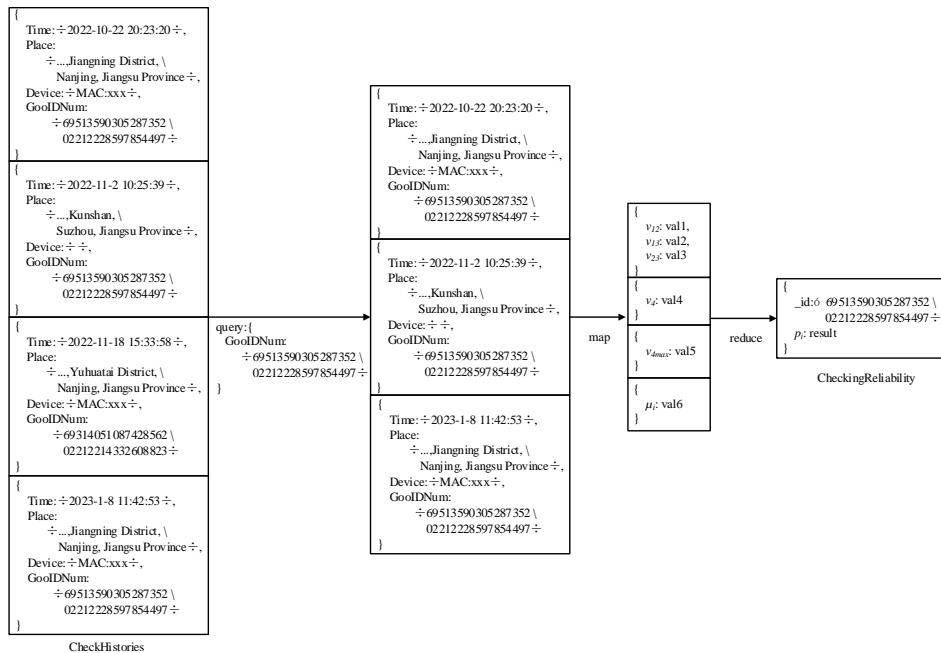 {
Time:÷2022-10-22 20:23:20÷,
Place:
÷...,Jiangning District, \
Nanjing, Jiangsu Province÷,
Device:÷MAC:xxx÷,
GooIDNum:
÷69513590305287352 \
02212228597854497÷
}
{
Time:÷2022-11-2 10:25:39÷,
Place:
÷...,Kunshan, \
Suzhou, Jiangsu Province÷,
Device:÷ ÷,
GooIDNum:
÷69513590305287352 \
02212228597854497÷
}
{
Time:÷2022-11-18 15:33:58÷,
Place:
÷...,Yuhuatai District, \
Nanjing, Jiangsu Province÷,
Device:÷MAC:xxx÷,
GooIDNum:
÷69314051087428562 \
02212214332608823÷
}
{
Time:÷2023-1-8 11:42:53÷,
Place:
÷...,Jiangning District, \
Nanjing, Jiangsu Province÷,
Device:÷MAC:xxx÷,
GooIDNum:
÷69513590305287352 \
02212228597854497÷
}
CheckHistories
query:{
GooIDNum:
÷69513590305287352 \
02212228597854497÷
}
{
Time:÷2022-10-22 20:23:20÷,
Place:
÷...,Jiangning District, \
Nanjing, Jiangsu Province÷,
Device:÷MAC:xxx÷,
GooIDNum:
÷69513590305287352 \
02212228597854497÷
}
{
Time:÷2022-11-2 10:25:39÷,
Place:
÷...,Kunshan, \
Suzhou, Jiangsu Province÷,
Device:÷ ÷,
GooIDNum:
÷69513590305287352 \
02212228597854497÷
}
{
Time:÷2023-1-8 11:42:53÷,
Place:
÷...,Jiangning District, \
Nanjing, Jiangsu Province÷,
Device:÷MAC:xxx÷,
GooIDNum:
÷69513590305287352 \
02212228597854497÷
}
map
{
v12: val1,
v13: val2,
v23: val3
}
{
v4: val4
}
{
v4max: val5
}
{
μi: val6
}
reduce
{
_id:ó 69513590305287352 \
02212228597854497÷
pi: result
}
CheckingReliability